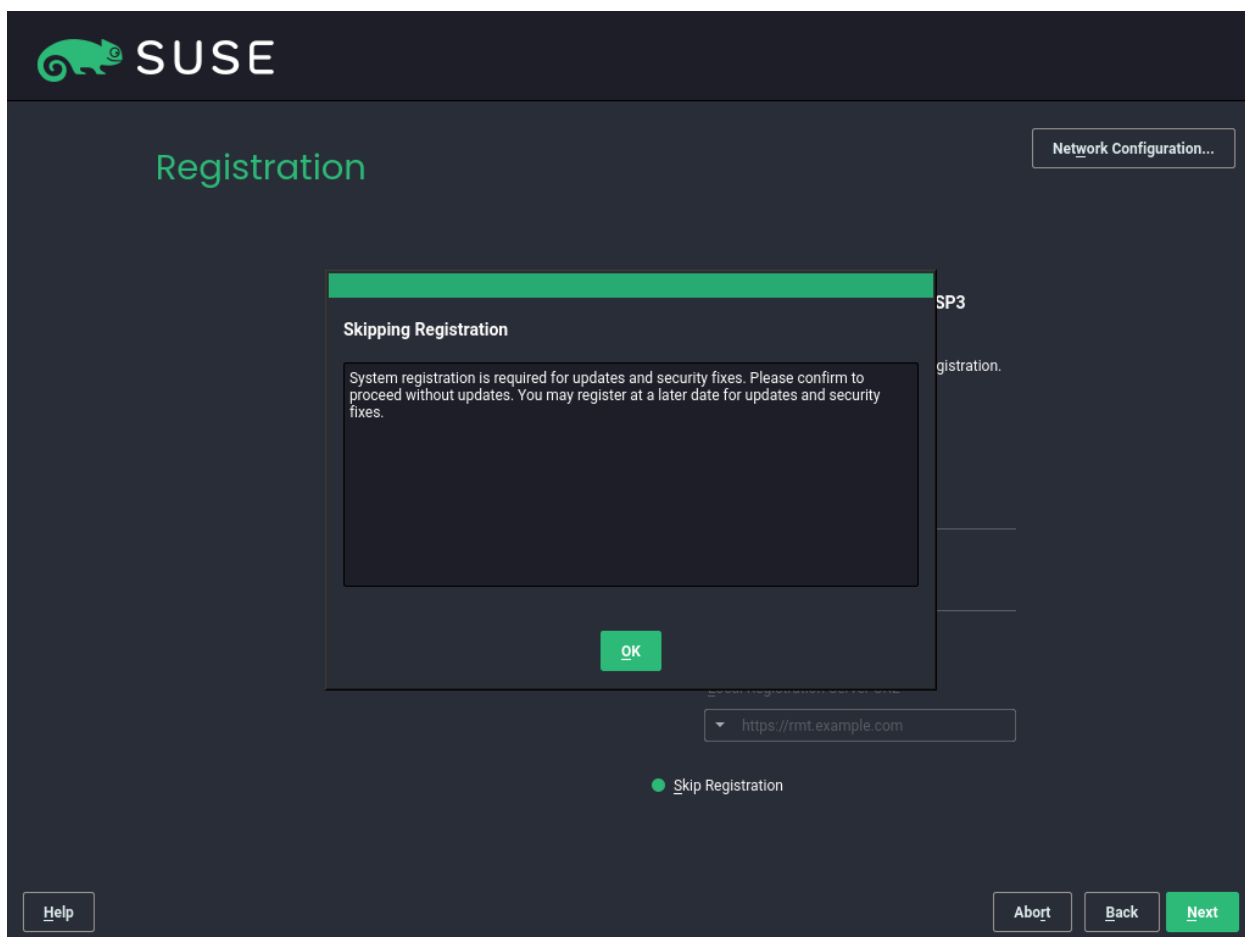 SUSE
Network Configuration...
Registration
SP3
Skipping Registration
gistration.
System registration is required for updates and security fixes. Please confirm to
proceed without updates. You may register at a later date for updates and security
fixes.
OK
https://rmt.example.com
Skip Registration
Help
Abort
Back
Next